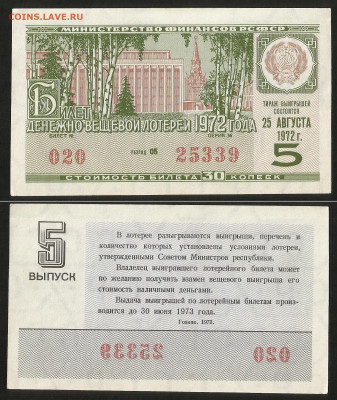 COINS.LAVE.RU
МИНИСТЕРСТВО ФИНАНСОВ РСФСР
БИЛЕТ
ДЕНЕЖНО-ВЕЩЕВОЙ ЛОТЕРЕИ 1972 ГОДА
БИЛЕТ № СЕРИЯ №
020 РАЗРЯД 05 25339
СТОИМОСТЬ БИЛЕТА 30 КОПЕЕК
ТИРАЖ ВЫИГРЫШЕЙ
СОСТОИТСЯ
25 АВГУСТА
1972 г.
5
5
ВЫПУСК
В лотерее разыгрываются выигрыши, перечень и
количество которых установлены условиями лотереи,
утвержденными Советом Министров республики.
Владелец выигравшего лотерейного билета может
по желанию получить взамен вещевого выигрыша его
стоимость наличными деньгами.
Выдача выигрышей по лотерейным билетам произ-
водится до 30 июня 1973 года.
Гознак. 1972.
25339 020